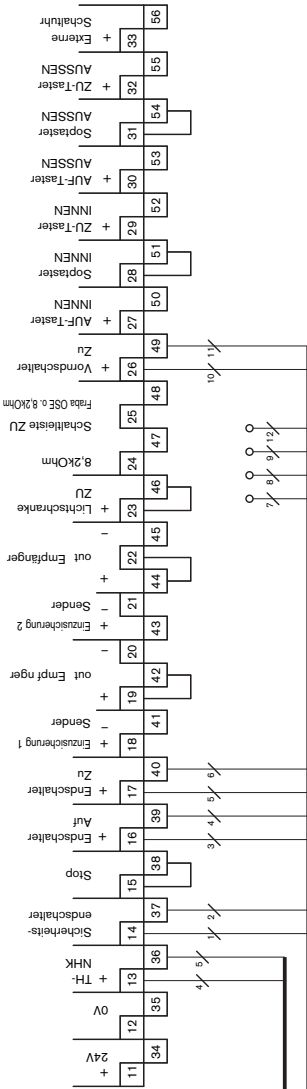 56
Externe
Schaltuhr
+
33
55
ZU-Taster
AUSSEN
+
32
54
Soptaster
AUSSEN
31
53
AUF-Taster
AUSSEN
+
30
52
ZU-Taster
INNEN
+
29
51
Soptaster
INNEN
28
50
AUF-Taster
INNEN
+
27
49
11
Vorndschalter
Zu
+
26
10
48
Schaltleiste ZU
Fraba OSE o. 8,2kOhm
25
12
47
9
8,2kOhm
24
8
46
7
Lichtschranke
ZU
+
23
45
−
out Empfänger
22
+
44
Sender
−
21
Einzusicherung 2
+
43
−
20
out Empf nger
42
+
19
Sender
−
41
Einzusicherung 1
+
18
40
6
Endschalter
Zu
+
17
5
39
4
Endschalter
Auf
+
16
3
38
Stop
15
37
2
Sicherheits-
endschalter
14
1
36
5
TH-
NHK
+
13
4
35
0V
12
34
24V
+
11